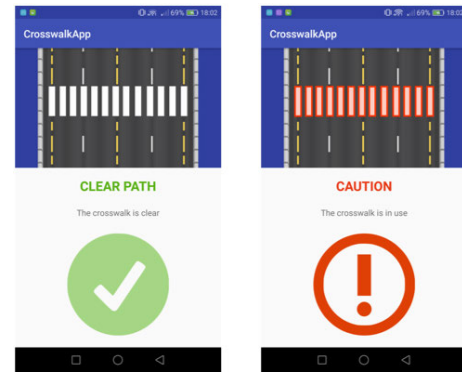 69% 18:02
CrosswalkApp
CLEAR PATH
The crosswalk is clear
69% 18:02
CrosswalkApp
CAUTION
The crosswalk is in use